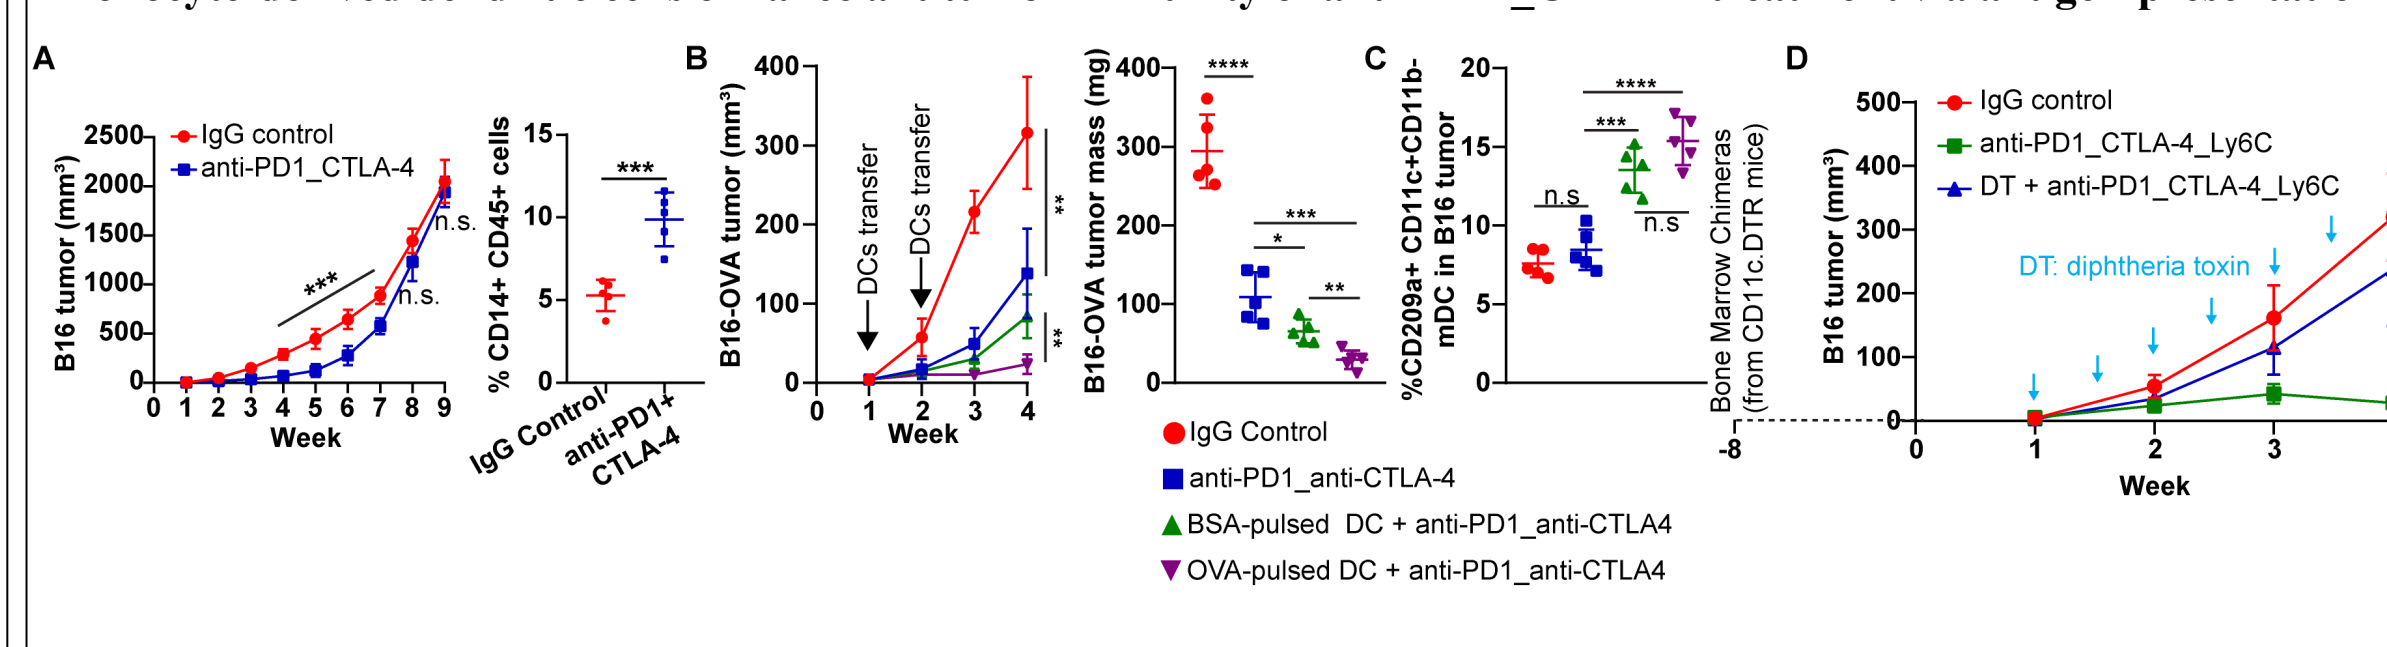 A
B16 tumor (mm³)
2500
2000
1500
1000
500
0
IgG control
anti-PD1_CTLA-4
***
n.s.
n.s.
0 1 2 3 4 5 6 7 8 9
Week
% CD14+ CD45+ cells
15
10
5
0
***
IgG Control
anti-PD1+
CTLA-4
B
B16-OVA tumor (mm³)
400
300
200
100
0
DCs transfer
DCs transfer
**
**
0 1 2 3 4
Week
B16-OVA tumor mass (mg)
400
300
200
100
0
****
***
*
**
C
%CD209a+ CD11c+CD11b-
mDC in B16 tumor
20
15
10
5
0
****
***
n.s
n.s
IgG Control
anti-PD1_anti-CTLA-4
BSA-pulsed DC + anti-PD1_anti-CTLA4
OVA-pulsed DC + anti-PD1_anti-CTLA4
D
Bone Marrow Chimeras
(from CD11c.DTR mice)
-8
B16 tumor (mm³)
500
400
300
200
100
0
IgG control
anti-PD1_CTLA-4_Ly6C
DT + anti-PD1_CTLA-4_Ly6C
DT: diphtheria toxin
0 1 2 3
Week